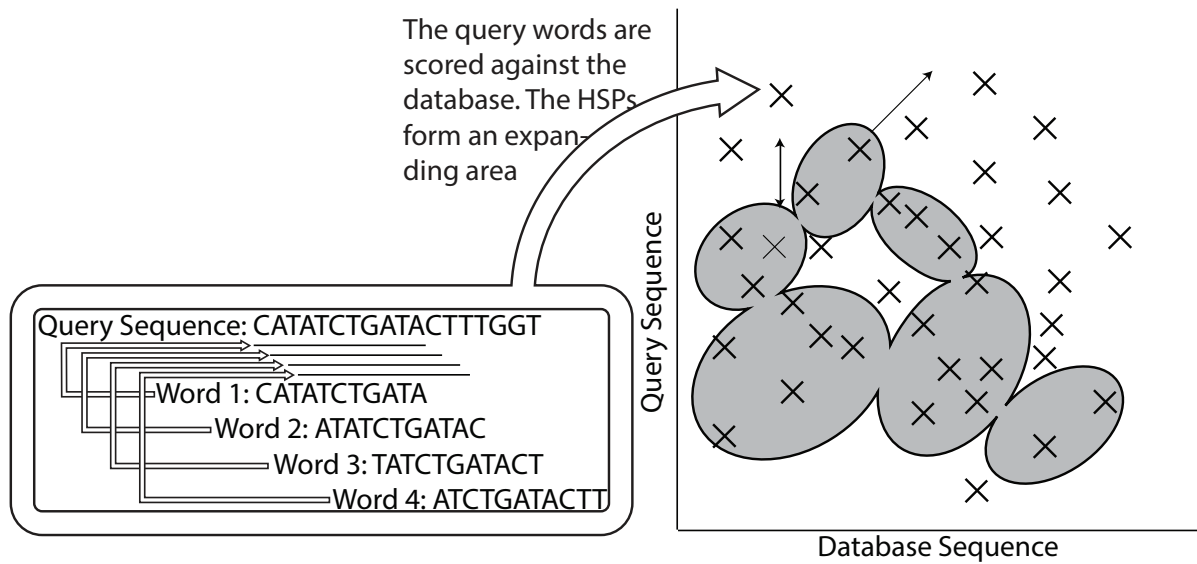 The query words are
scored against the
database. The HSPs
form an expan-
ding area
Query Sequence: CATATCTGATACTTTGGT
Word 1: CATATCTGATA
Word 2: ATATCTGATAC
Word 3: TATCTGATACT
Word 4: ATCTGATACTT
Query Sequence
Database Sequence